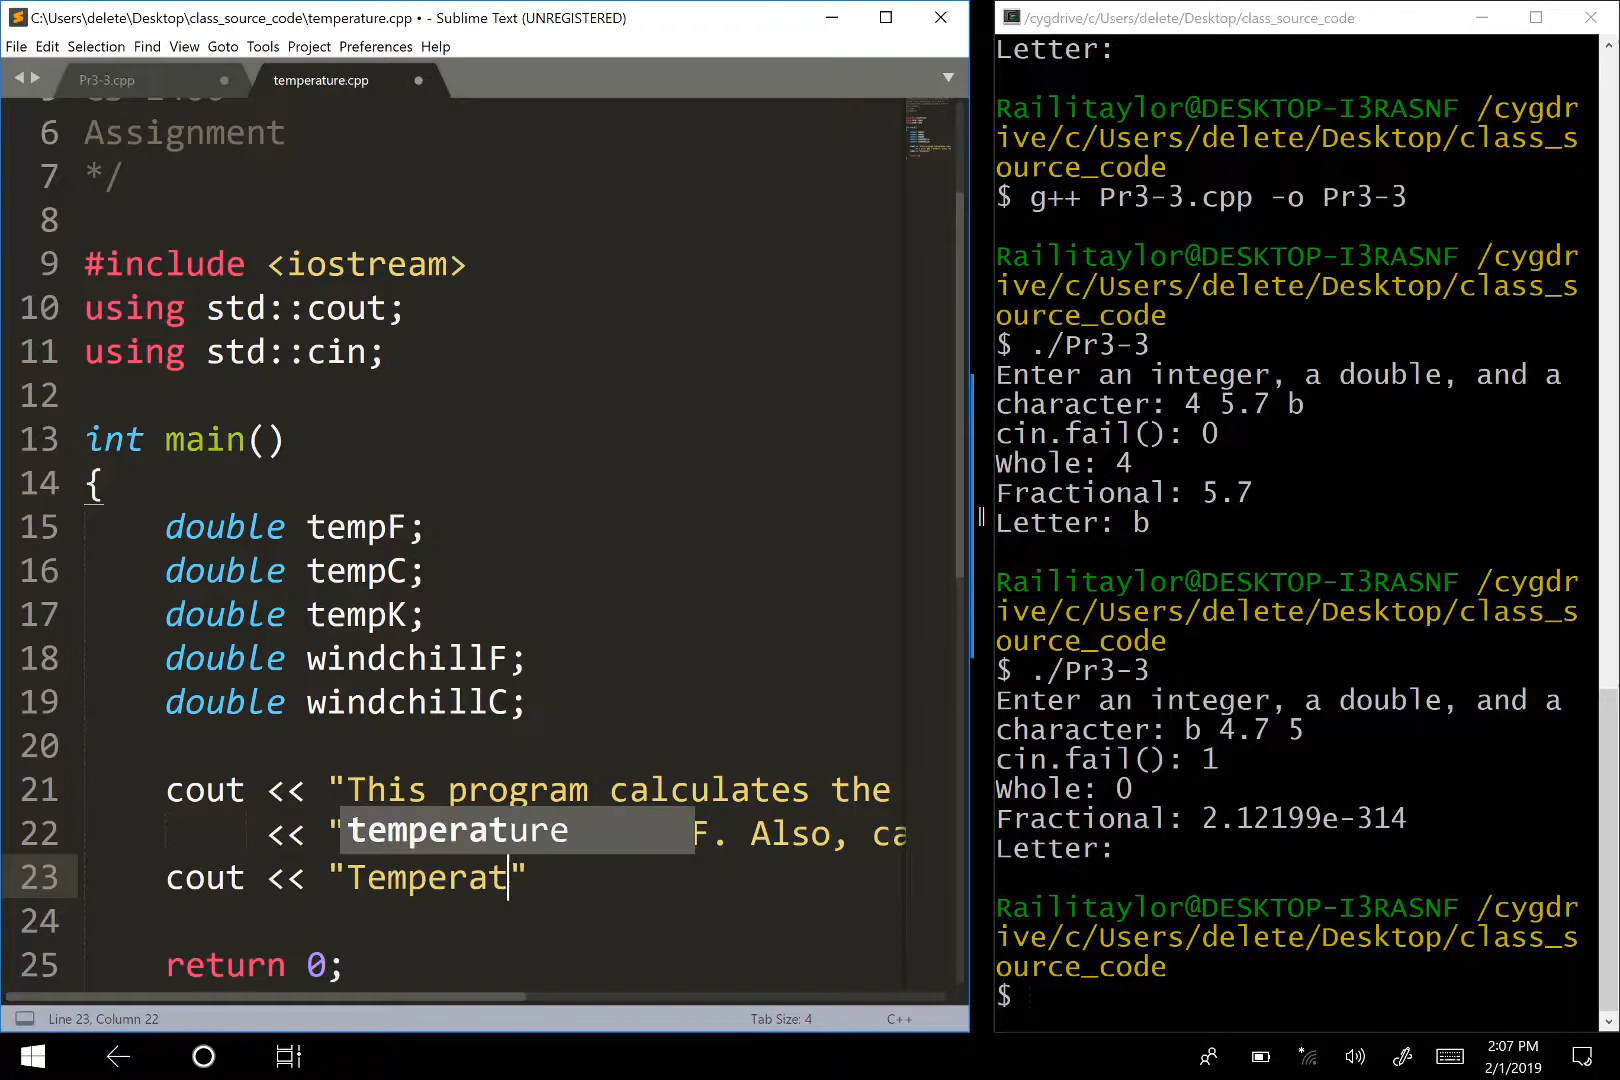 C:\Users\delete\Desktop\class_source_code\temperature.cpp • - Sublime Text (UNREGISTERED)
File Edit Selection Find View Goto Tools Project Preferences Help
Pr3-3.cpp temperature.cpp
6 Assignment
7 */
8
9 #include <iostream>
10 using std::cout;
11 using std::cin;
12
13 int main()
14 {
15 double tempF;
16 double tempC;
17 double tempK;
18 double windchillF;
19 double windchillC;
20
21 cout << "This program calculates the
temperature
22 << " F. Also, ca
23 cout << "Temperat"
24
25 return 0;
Line 23, Column 22 Tab Size: 4 C++
/cygdrive/c/Users/delete/Desktop/class_source_code
Letter:
Railitaylor@DESKTOP-I3RASNF /cygdr
ive/c/Users/delete/Desktop/class_s
ource_code
$ g++ Pr3-3.cpp -o Pr3-3
Railitaylor@DESKTOP-I3RASNF /cygdr
ive/c/Users/delete/Desktop/class_s
ource_code
$ ./Pr3-3
Enter an integer, a double, and a
character: 4 5.7 b
cin.fail(): 0
Whole: 4
Fractional: 5.7
Letter: b
Railitaylor@DESKTOP-I3RASNF /cygdr
ive/c/Users/delete/Desktop/class_s
ource_code
$ ./Pr3-3
Enter an integer, a double, and a
character: b 4.7 5
cin.fail(): 1
Whole: 0
Fractional: 2.12199e-314
Letter:
Railitaylor@DESKTOP-I3RASNF /cygdr
ive/c/Users/delete/Desktop/class_s
ource_code
$
2:07 PM
2/1/2019